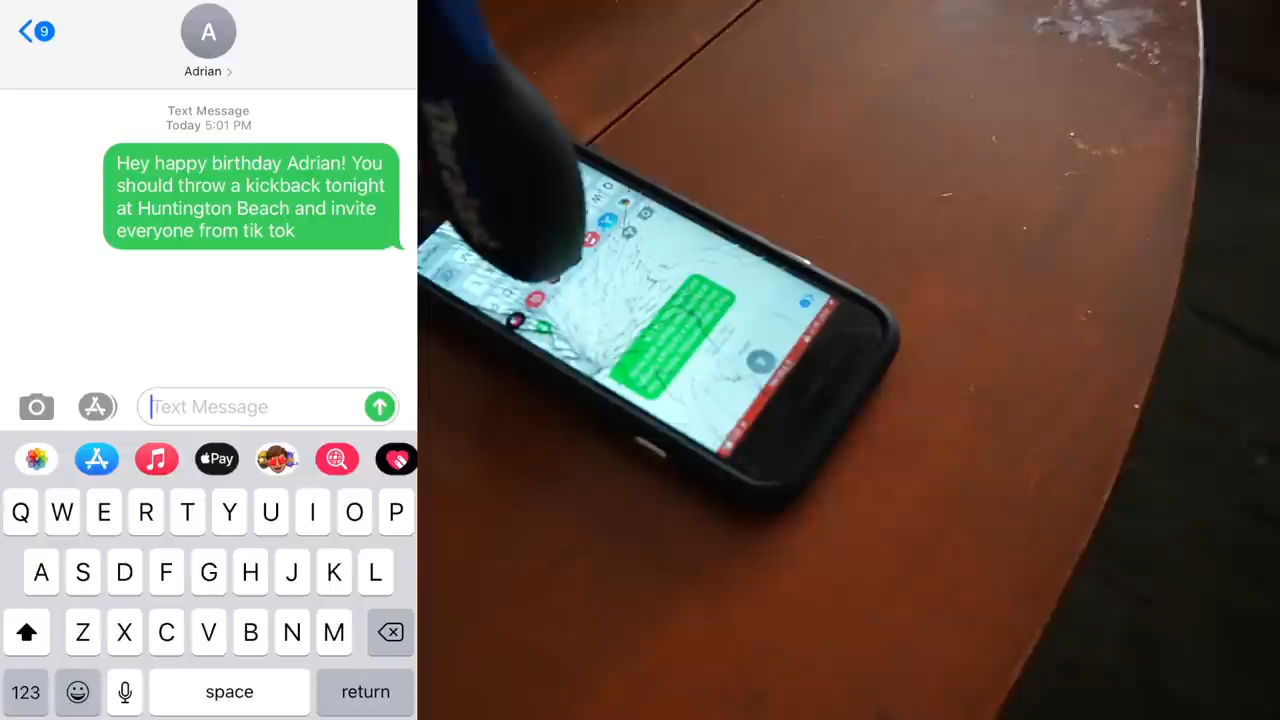 9
A
Adrian
Text Message
Today 5:01 PM
Hey happy birthday Adrian! You
should throw a kickback tonight
at Huntington Beach and invite
everyone from tik tok
Text Message
Pay
Q W E R T Y U I O P
A S D F G H J K L
Z X C V B N M
123
space
return